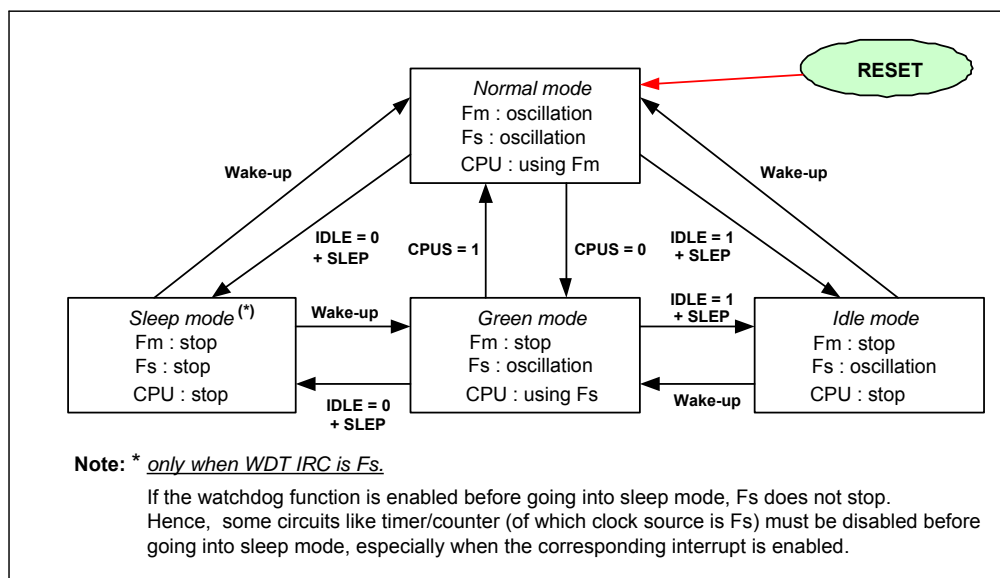 RESET
Normal mode
Fm : oscillation
Fs : oscillation
CPU : using Fm
Wake-up
Wake-up
IDLE = 0
+ SLEP
CPUS = 1
CPUS = 0
IDLE = 1
+ SLEP
Sleep mode (*)
Fm : stop
Fs : stop
CPU : stop
Wake-up
IDLE = 0
+ SLEP
Green mode
Fm : stop
Fs : oscillation
CPU : using Fs
IDLE = 1
+ SLEP
Wake-up
Idle mode
Fm : stop
Fs : oscillation
CPU : stop
Note: * only when WDT IRC is Fs.
If the watchdog function is enabled before going into sleep mode, Fs does not stop.
Hence, some circuits like timer/counter (of which clock source is Fs) must be disabled before
going into sleep mode, especially when the corresponding interrupt is enabled.